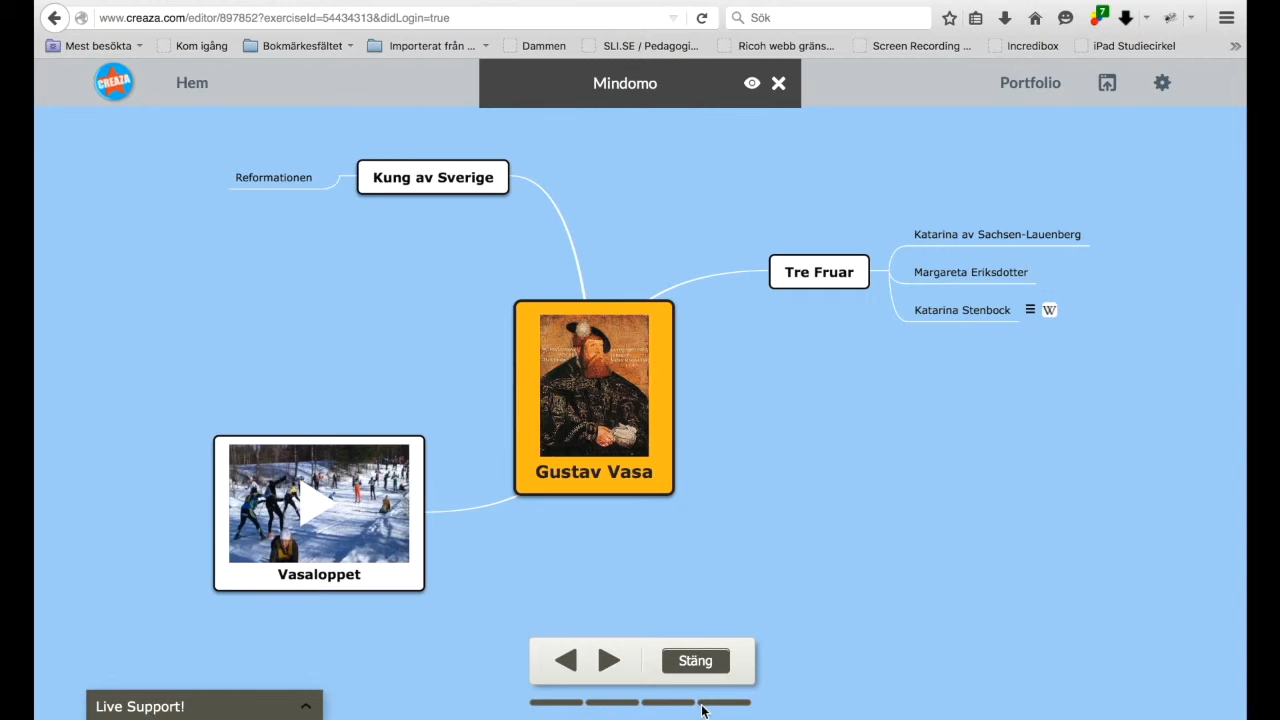 www.creaza.com/editor/897852?exerciseId=54434313&didLogin=true
Sök
7
Mest besökta
Kom igång
Bokmärkesfältet
Importerat från ...
Dammen
SLI.SE / Pedagogi...
Ricoh webb gräns...
Screen Recording ...
Incredibox
iPad Studiecirkel
CREAZA
Hem
Mindomo
Portfolio
Reformationen
Kung av Sverige
Tre Fruar
Katarina av Sachsen-Lauenberg
Margareta Eriksdotter
Katarina Stenbock
W
Gustav Vasa
Vasaloppet
Stäng
Live Support!